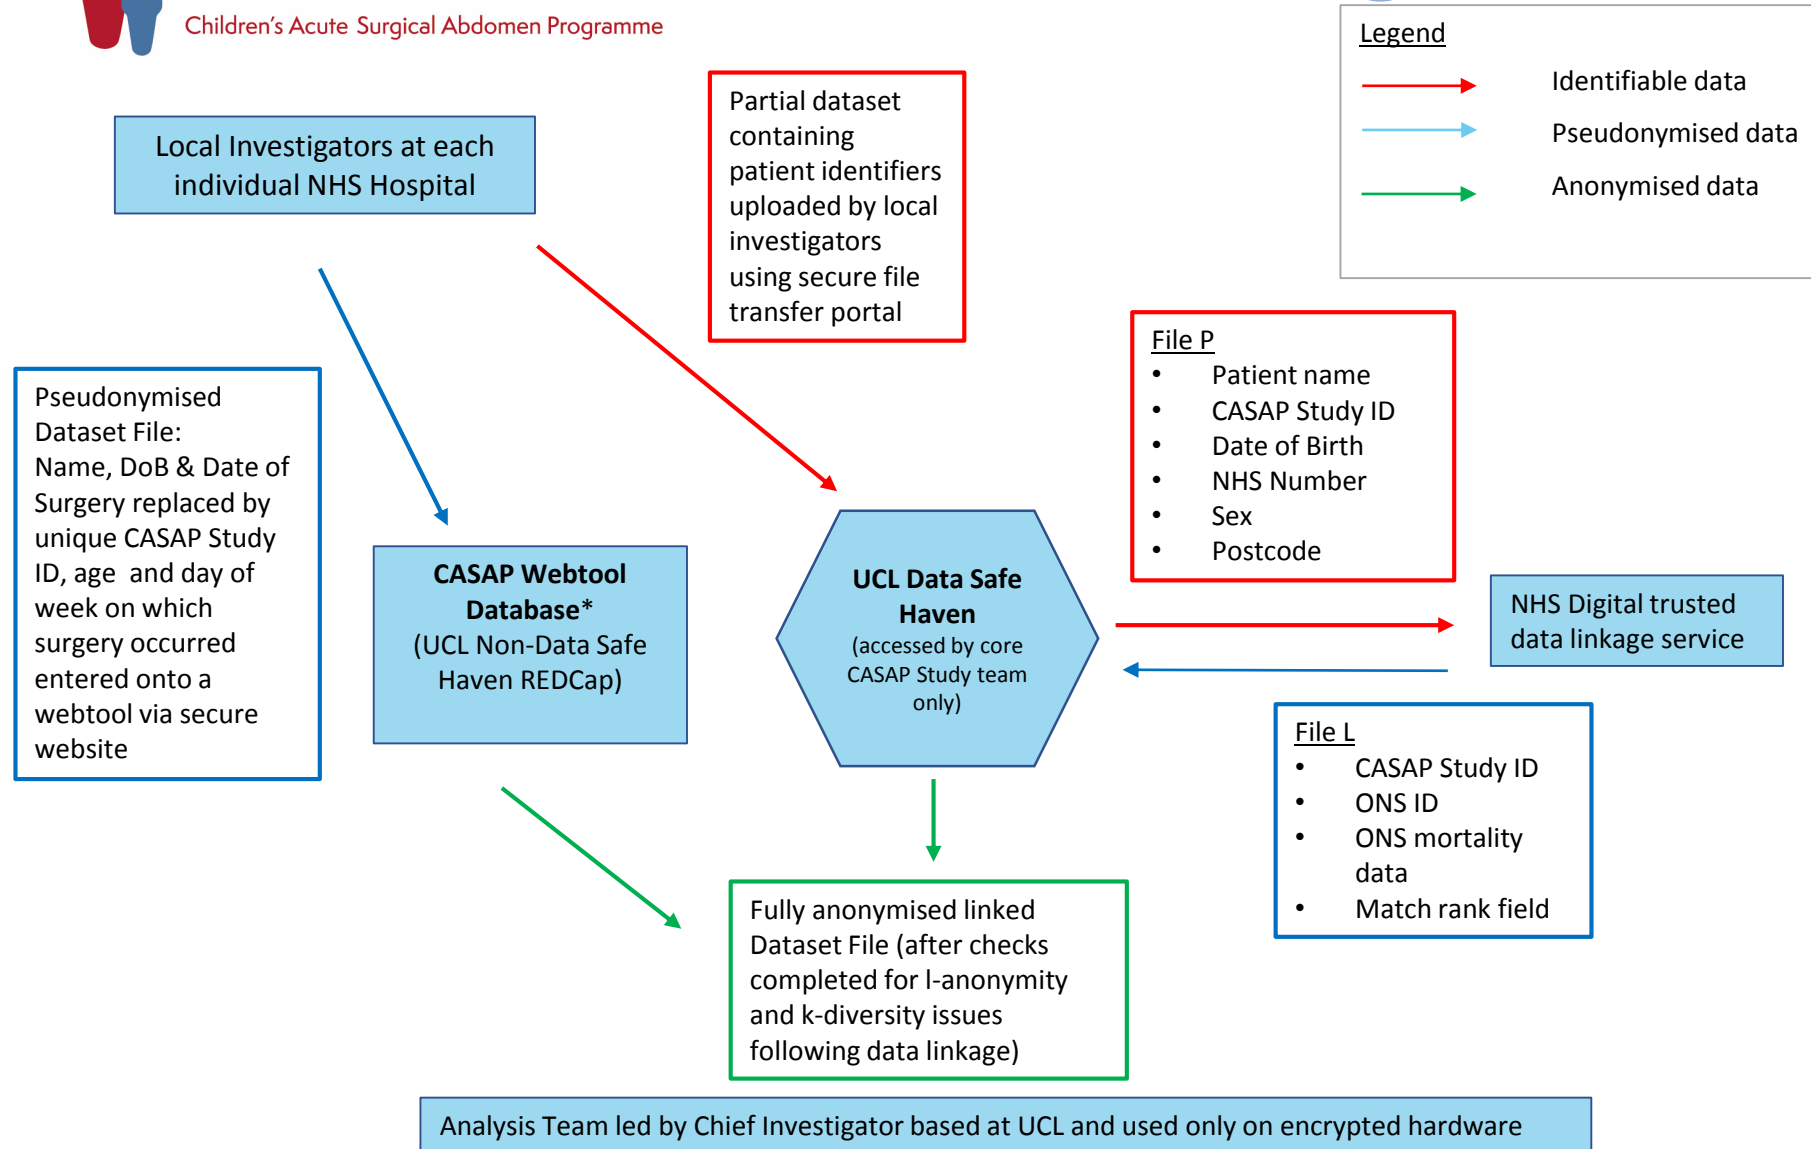 Children's Acute Surgical Abdomen Programme
Legend
Identifiable data
Pseudonymised data
Anonymised data
Local Investigators at each
individual NHS Hospital
Partial dataset
containing
patient identifiers
uploaded by local
investigators
using secure file
transfer portal
File P
• Patient name
• CASAP Study ID
• Date of Birth
• NHS Number
• Sex
• Postcode
Pseudonymised
Dataset File:
Name, DoB & Date of
Surgery replaced by
unique CASAP Study
ID, age and day of
week on which
surgery occurred
entered onto a
webtool via secure
website
CASAP Webtool
Database*
(UCL Non-Data Safe
Haven REDCap)
UCL Data Safe
Haven
(accessed by core
CASAP Study team
only)
NHS Digital trusted
data linkage service
File L
• CASAP Study ID
• ONS ID
• ONS mortality
data
• Match rank field
Fully anonymised linked
Dataset File (after checks
completed for l-anonymity
and k-diversity issues
following data linkage)
Analysis Team led by Chief Investigator based at UCL and used only on encrypted hardware